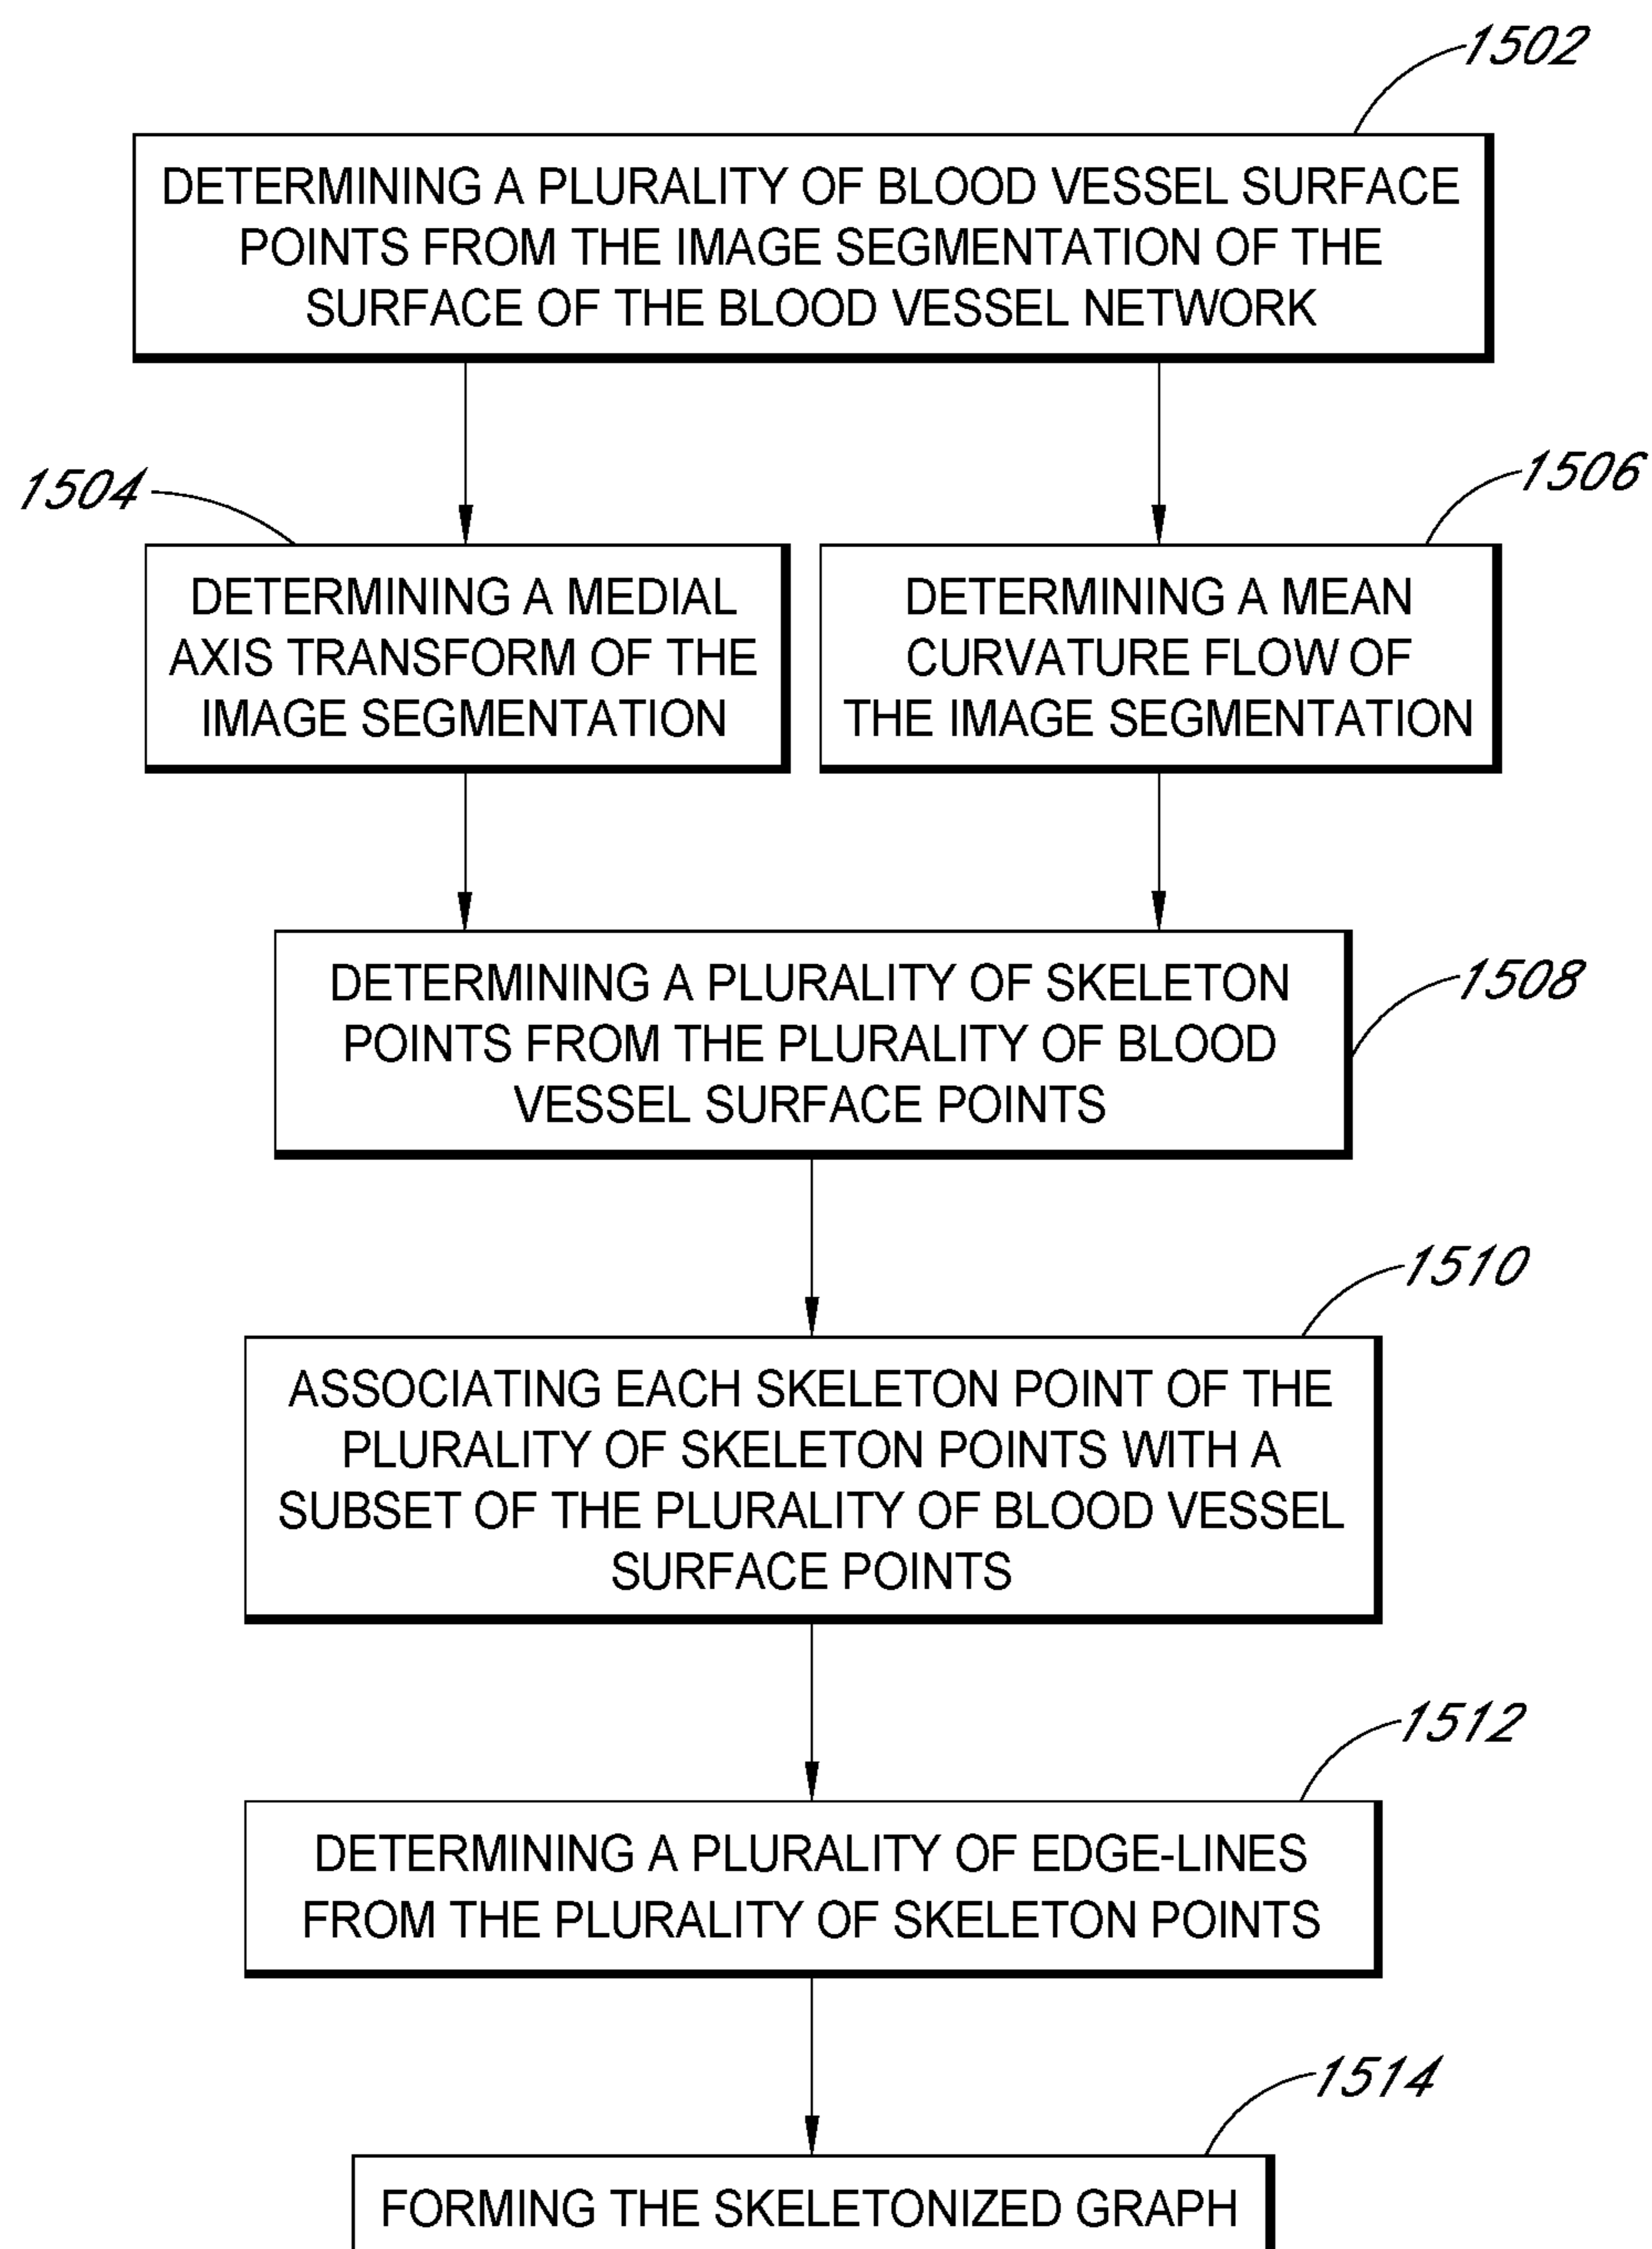 1502
DETERMINING A PLURALITY OF BLOOD VESSEL SURFACE
POINTS FROM THE IMAGE SEGMENTATION OF THE
SURFACE OF THE BLOOD VESSEL NETWORK
1504
DETERMINING A MEDIAL
AXIS TRANSFORM OF THE
IMAGE SEGMENTATION
1506
DETERMINING A MEAN
CURVATURE FLOW OF
THE IMAGE SEGMENTATION
1508
DETERMINING A PLURALITY OF SKELETON
POINTS FROM THE PLURALITY OF BLOOD
VESSEL SURFACE POINTS
1510
ASSOCIATING EACH SKELETON POINT OF THE
PLURALITY OF SKELETON POINTS WITH A
SUBSET OF THE PLURALITY OF BLOOD VESSEL
SURFACE POINTS
1512
DETERMINING A PLURALITY OF EDGE-LINES
FROM THE PLURALITY OF SKELETON POINTS
1514
FORMING THE SKELETONIZED GRAPH